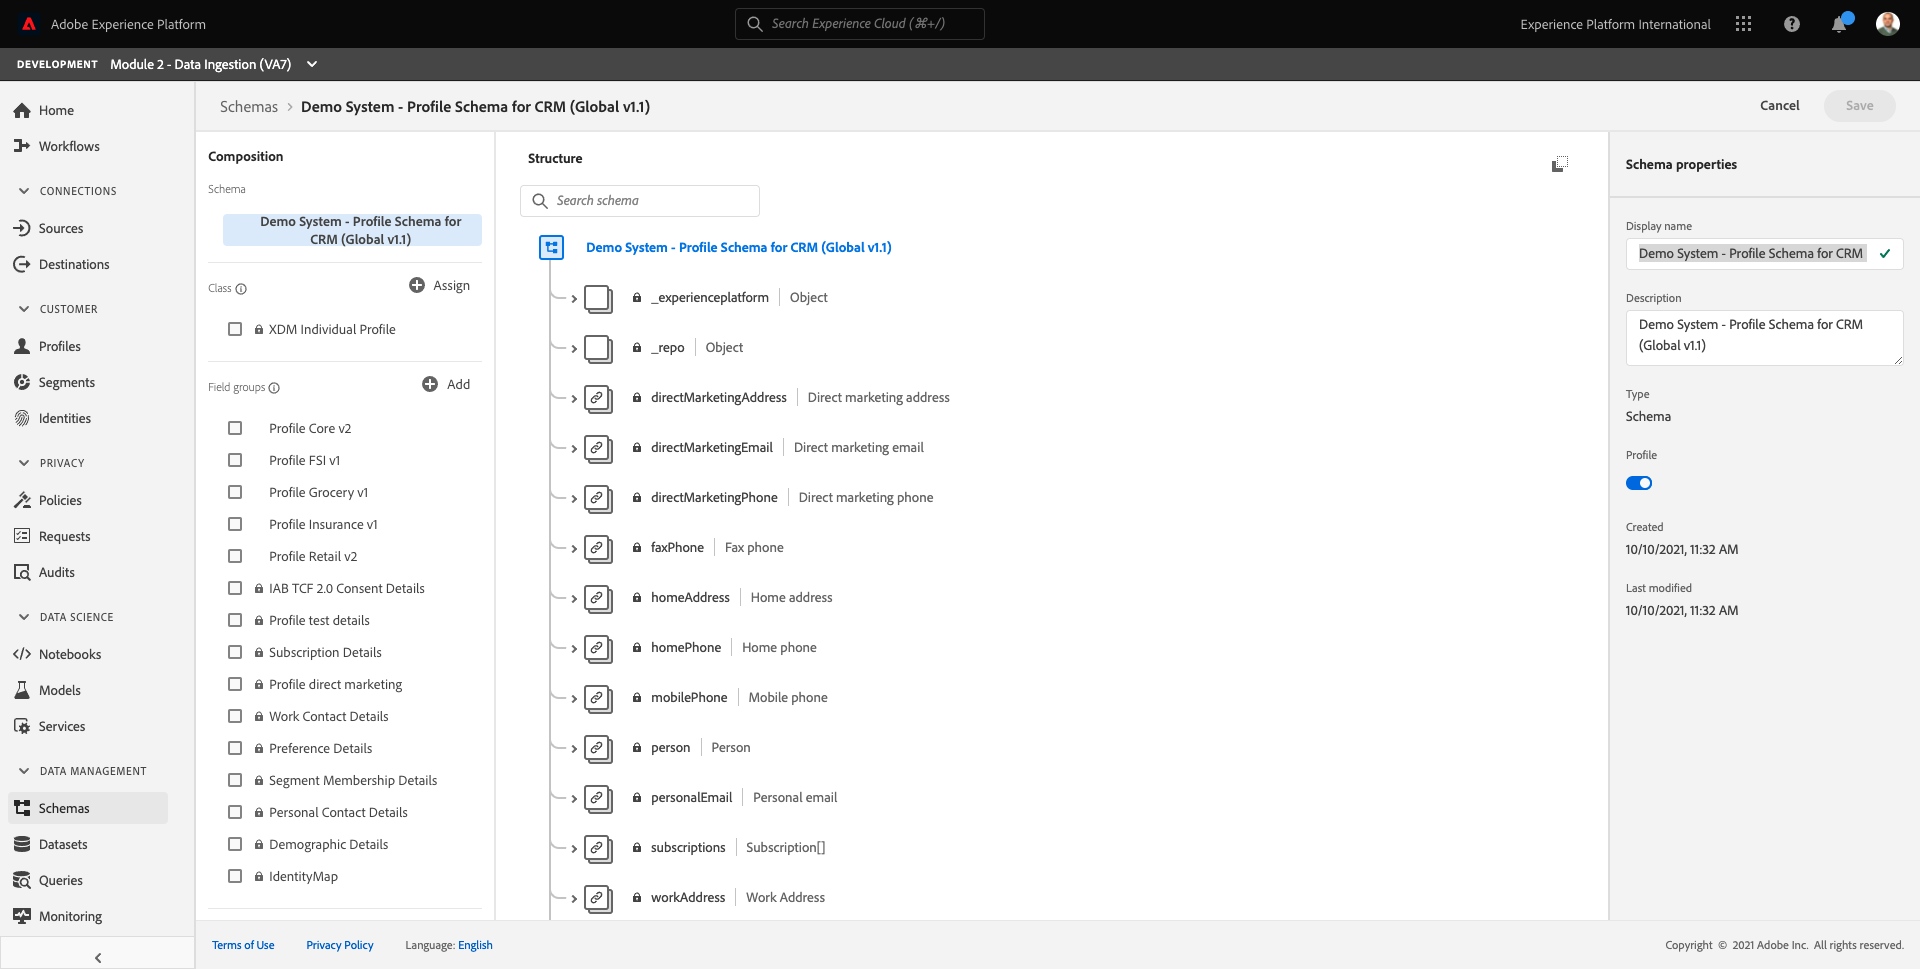 Adobe Experience Platform
Search Experience Cloud (⌘+/)
Experience Platform International
DEVELOPMENT Module 2 - Data Ingestion (VA7)
Home
Workflows
CONNECTIONS
Sources
Destinations
CUSTOMER
Profiles
Segments
Identities
PRIVACY
Policies
Requests
Audits
DATA SCIENCE
Notebooks
Models
Services
DATA MANAGEMENT
Schemas
Datasets
Queries
Monitoring
Schemas > Demo System - Profile Schema for CRM (Global v1.1)
Cancel
Save
Composition
Schema
Demo System - Profile Schema for
CRM (Global v1.1)
Class
Assign
XDM Individual Profile
Field groups
Add
Profile Core v2
Profile FSI v1
Profile Grocery v1
Profile Insurance v1
Profile Retail v2
IAB TCF 2.0 Consent Details
Profile test details
Subscription Details
Profile direct marketing
Work Contact Details
Preference Details
Segment Membership Details
Personal Contact Details
Demographic Details
IdentityMap
Structure
Search schema
Demo System - Profile Schema for CRM (Global v1.1)
_experienceplatform | Object
_repo | Object
directMarketingAddress | Direct marketing address
directMarketingEmail | Direct marketing email
directMarketingPhone | Direct marketing phone
faxPhone | Fax phone
homeAddress | Home address
homePhone | Home phone
mobilePhone | Mobile phone
person | Person
personalEmail | Personal email
subscriptions | Subscription[]
workAddress | Work Address
Schema properties
Display name
Demo System - Profile Schema for CRM
Description
Demo System - Profile Schema for CRM
(Global v1.1)
Type
Schema
Profile
Created
10/10/2021, 11:32 AM
Last modified
10/10/2021, 11:32 AM
Terms of Use
Privacy Policy
Language: English
Copyright © 2021 Adobe Inc. All rights reserved.